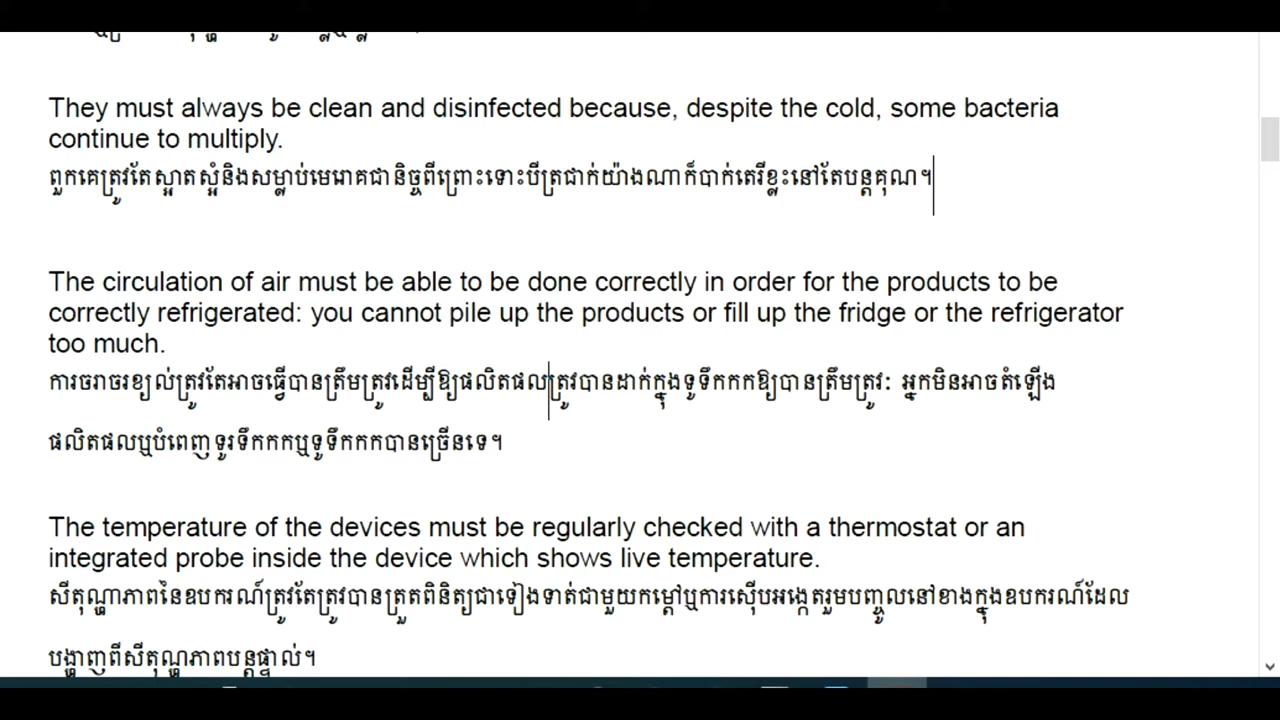 They must always be clean and disinfected because, despite the cold, some bacteria
continue to multiply.
ពួកគេត្រូវតែស្អាតស្អំនិងសម្លាប់មេរោគជានិច្ចពីព្រោះទោះបីត្រជាក់យ៉ាងណាក៏បាក់តេរីខ្លះនៅតែបន្តគុណ។
The circulation of air must be able to be done correctly in order for the products to be
correctly refrigerated: you cannot pile up the products or fill up the fridge or the refrigerator
too much.
ការចរាចរខ្យល់ត្រូវតែអាចធ្វើបានត្រឹមត្រូវដើម្បីឱ្យផលិតផលត្រូវបានដាក់ក្នុងទូទឹកកកឱ្យបានត្រឹមត្រូវៈ អ្នកមិនអាចតំឡើង
ផលិតផលឬបំពេញទូរទឹកកកឬទូទឹកកកបានច្រើនទេ។
The temperature of the devices must be regularly checked with a thermostat or an
integrated probe inside the device which shows live temperature.
សីតុណ្ហាភាពនៃឧបករណ៍ត្រូវតែត្រូវបានត្រួតពិនិត្យជាទៀងទាត់ជាមួយកម្តៅឬការស៊ើបអង្កេតរួមបញ្ចូលនៅខាងក្នុងឧបករណ៍ដែល
បង្ហាញពីសីតុណ្ហភាពបន្តផ្ទាល់។